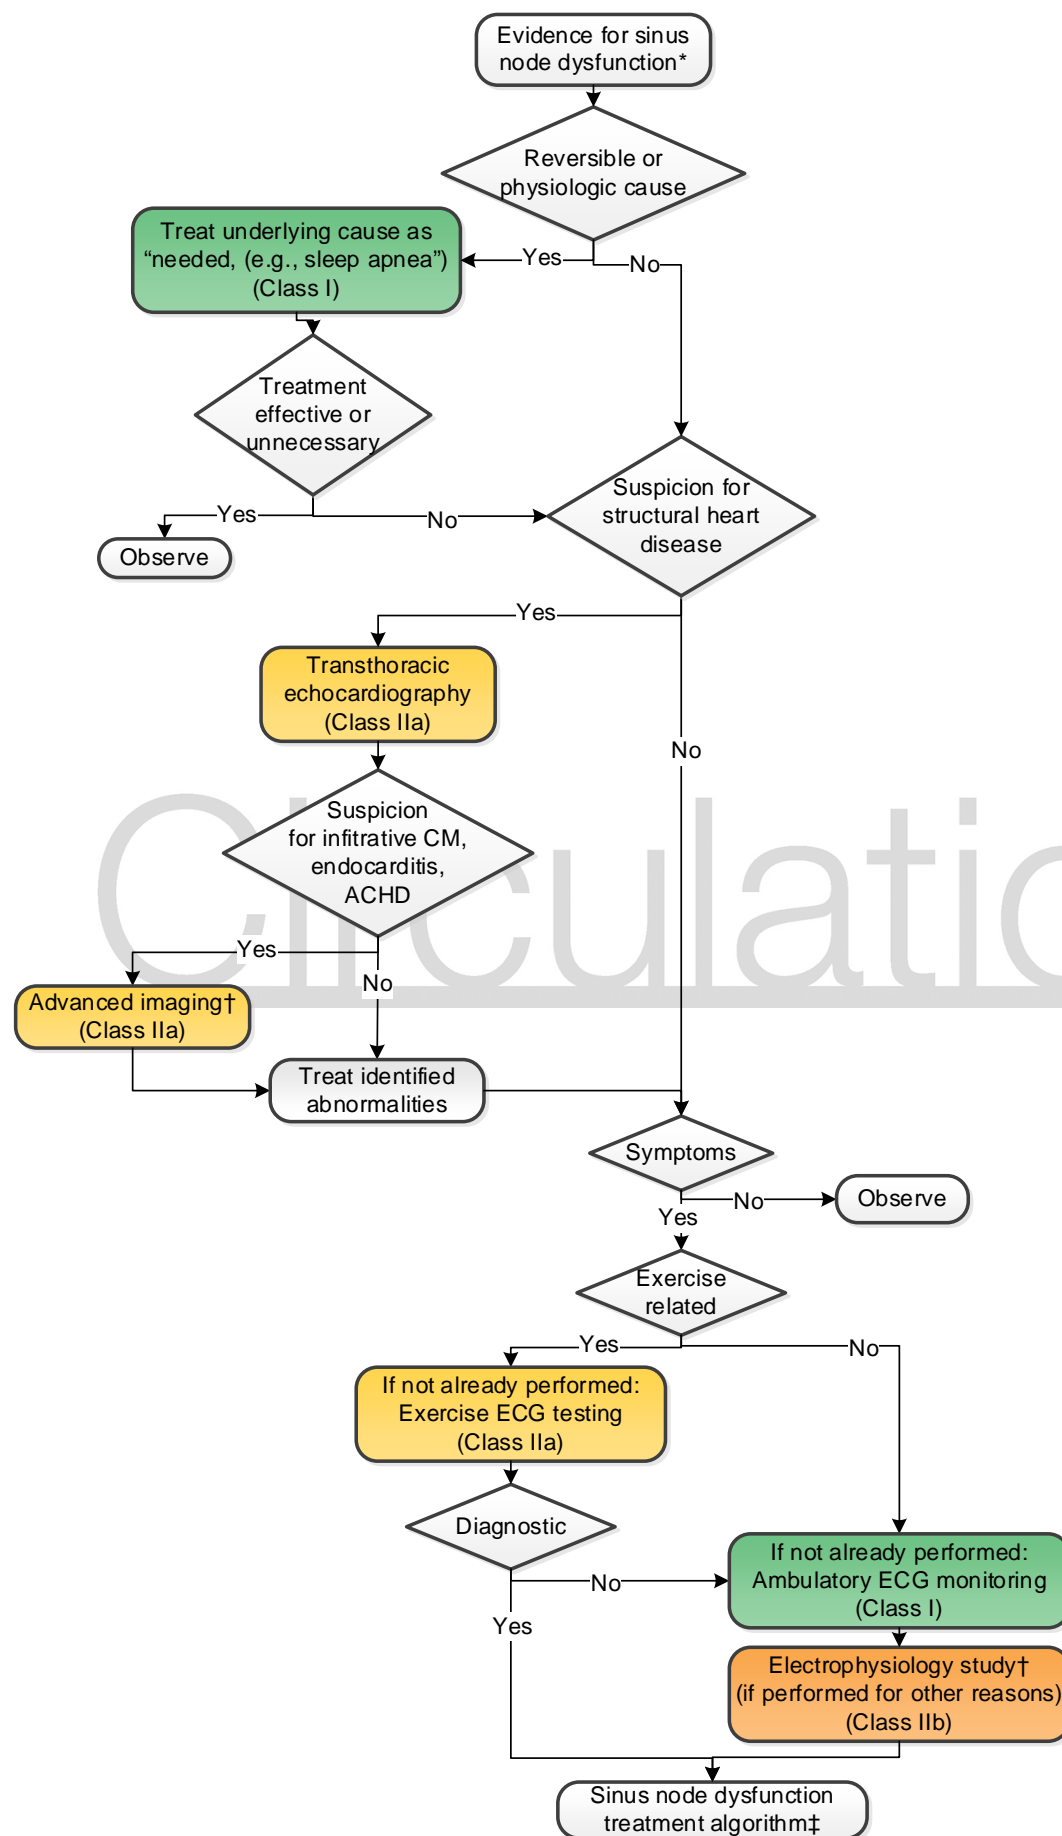 Evidence for sinus
node dysfunction*
Reversible or
physiologic cause
Yes
No
Treat underlying cause as
“needed, (e.g., sleep apnea”)
(Class I)
Treatment
effective or
unnecessary
Yes
No
Observe
Suspicion for
structural heart
disease
Yes
No
Transthoracic
echocardiography
(Class IIa)
Suspicion
for infitrative CM,
endocarditis,
ACHD
Circulatio
Yes
No
Advanced imaging†
(Class IIa)
Treat identified
abnormalities
Symptoms
No
Observe
Yes
Exercise
related
Yes
No
If not already performed:
Exercise ECG testing
(Class IIa)
Diagnostic
No
Yes
If not already performed:
Ambulatory ECG monitoring
(Class I)
Electrophysiology study†
(if performed for other reasons)
(Class IIb)
Sinus node dysfunction
treatment algorithm‡